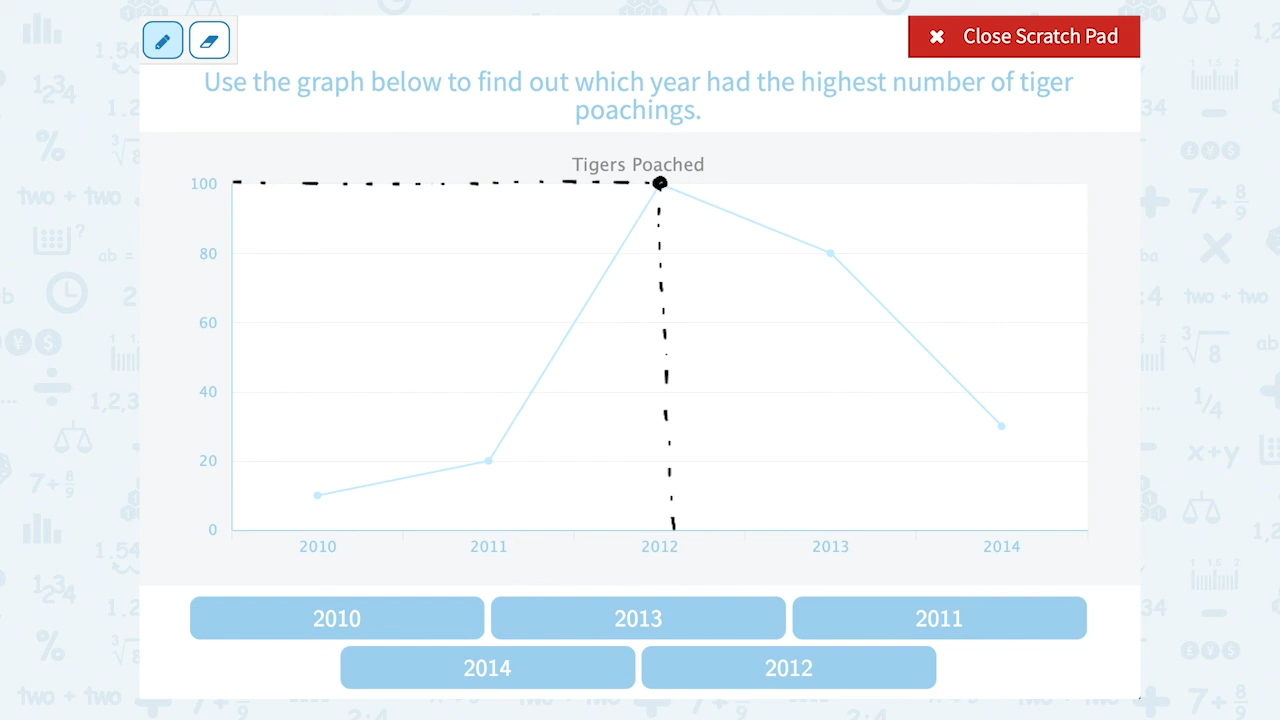 Close Scratch Pad
Use the graph below to find out which year had the highest number of tiger
poachings.
Tigers Poached
100
80
60
40
20
0
2010 2011 2012 2013 2014
2010 2013 2011
2014 2012